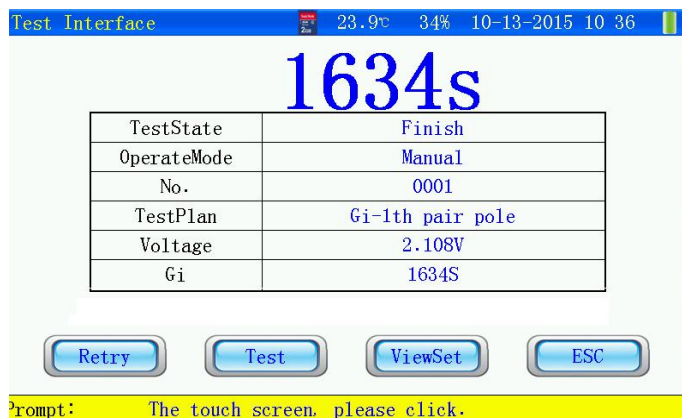 Test Interface 23.9℃ 34% 10-13-2015 10 36
1634s
TestState Finish
OperateMode Manual
No. 0001
TestPlan Gi-1th pair pole
Voltage 2.108V
Gi 1634S
Retry Test ViewSet ESC
Prompt: The touch screen, please click.